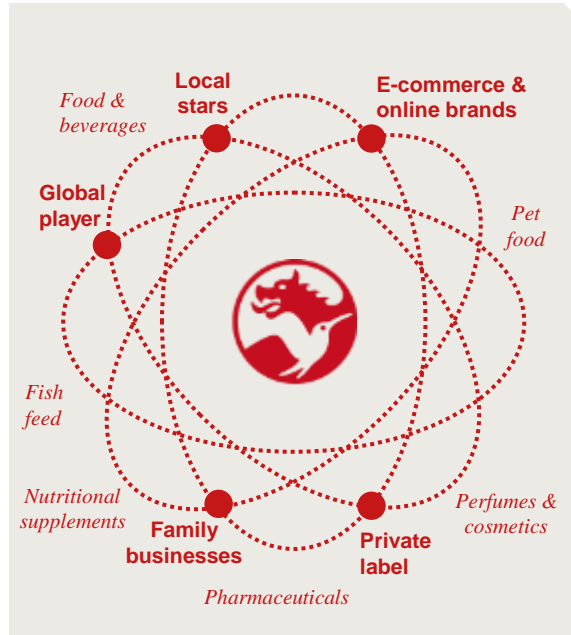 Local
stars
E-commerce &
online brands
Food &
beverages
Global
player
Pet
food
Fish
feed
Nutritional
supplements
Family
businesses
Private
label
Perfumes &
cosmetics
Pharmaceuticals